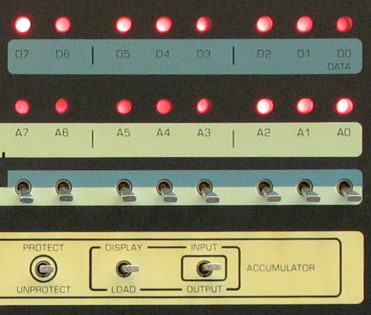 D7 D6 | D5 D4 D3 | D2 D1 D0
DATA
A7 A6 | A5 A4 A3 | A2 A1 A0
PROTECT DISPLAY INPUT
ACCUMULATOR
UNPROTECT LOAD OUTPUT